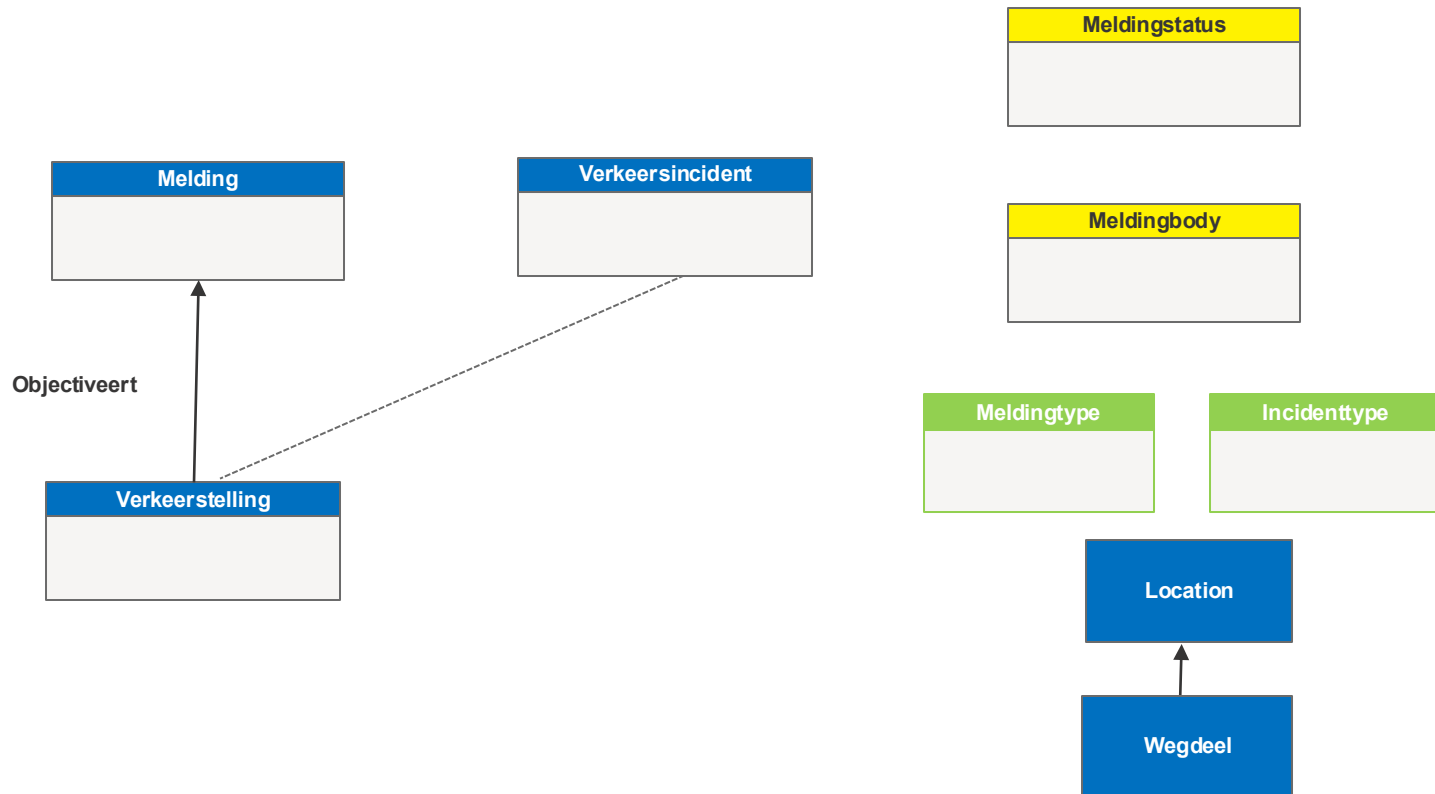 Meldingstatus
Melding
Verkeersincident
Meldingbody
Objectiveert
Meldingtype
Incidenttype
Verkeerstelling
Location
Wegdeel